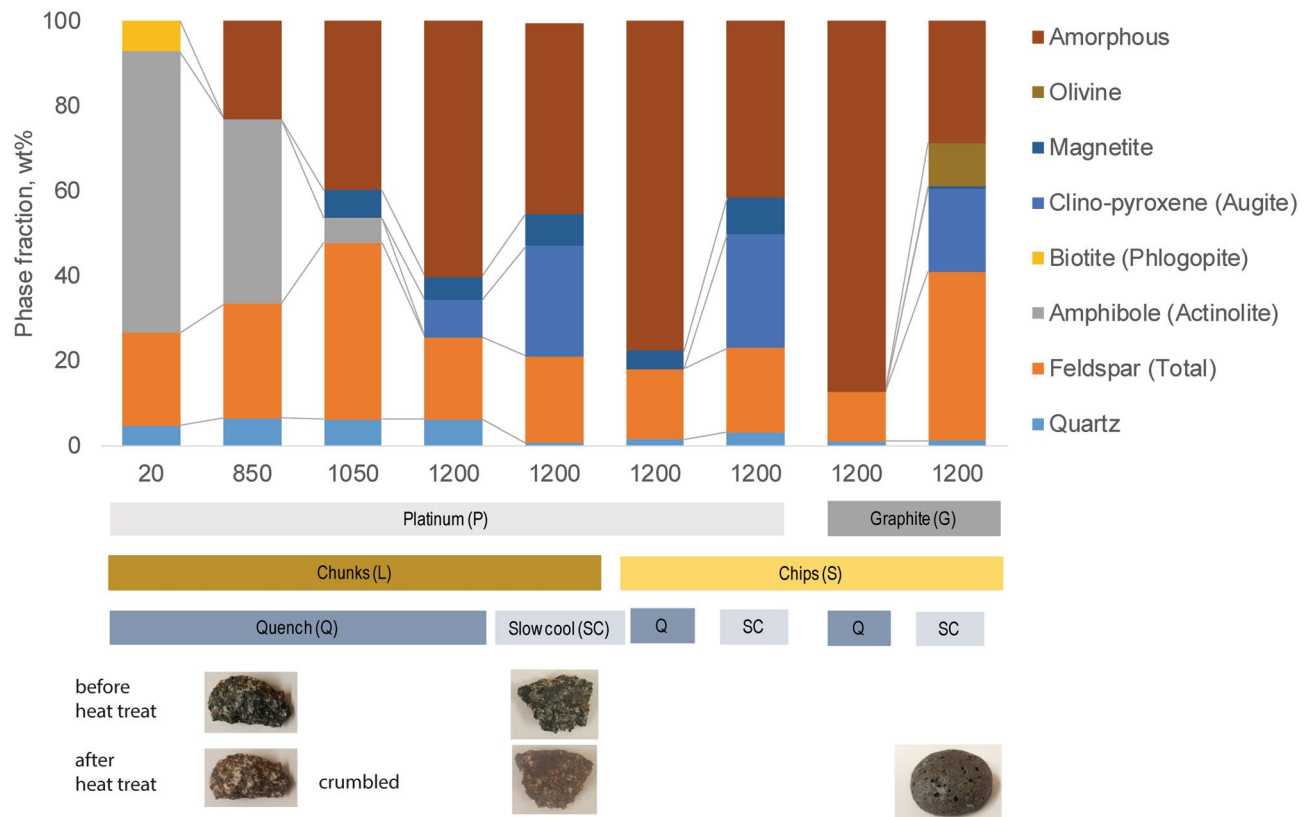 100
80
60
40
20
0
Phase fraction, wt%
Amorphous
Olivine
Magnetite
Clino-pyroxene (Augite)
Biotite (Phlogopite)
Amphibole (Actinolite)
Feldspar (Total)
Quartz
20 850 1050 1200 1200 1200 1200 1200 1200
Platinum (P) Graphite (G)
Chunks (L) Chips (S)
Quench (Q) Slow cool (SC) Q SC Q SC
before
heat treat
after
heat treat crumbled